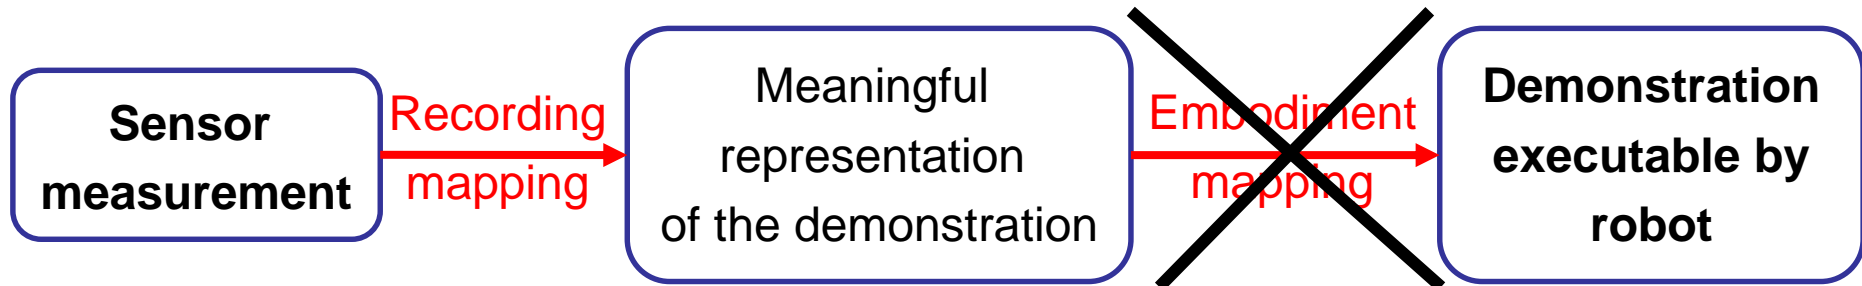 Sensor
measurement
Recording
mapping
Meaningful
representation
of the demonstration
Embodiment
mapping
Demonstration
executable by
robot